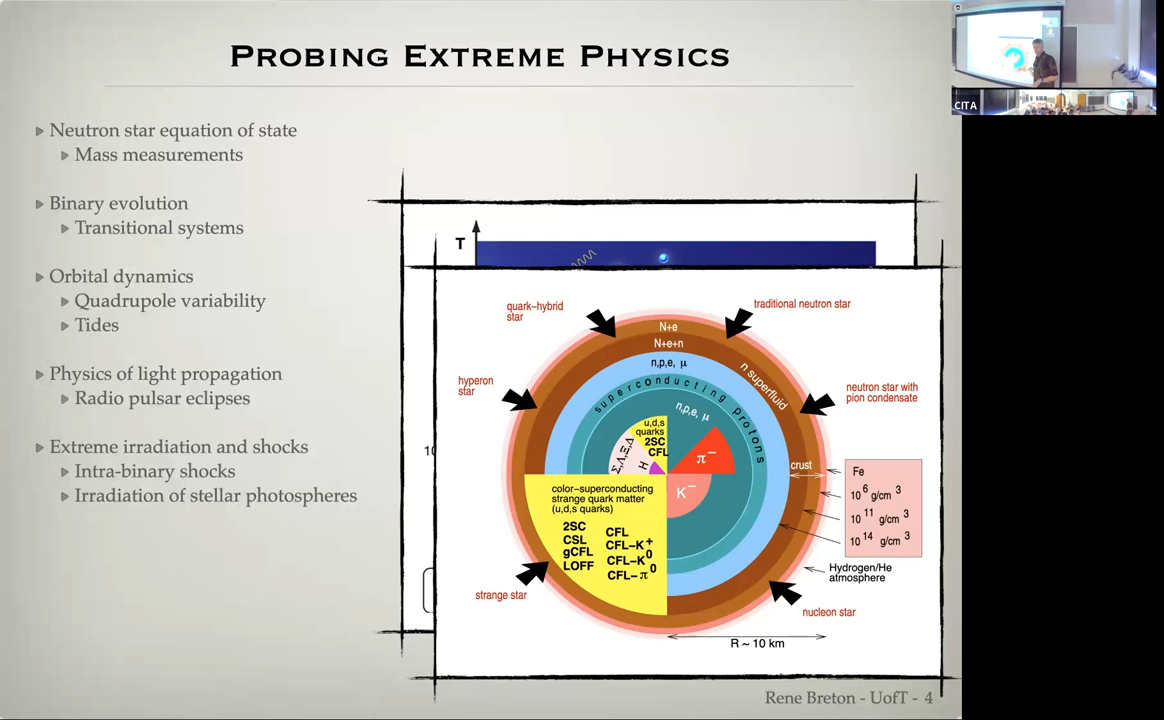 PROBING EXTREME PHYSICS
Neutron star equation of state
Mass measurements
Binary evolution
Transitional systems
Orbital dynamics
Quadrupole variability
Tides
Physics of light propagation
Radio pulsar eclipses
Extreme irradiation and shocks
Intra-binary shocks
Irradiation of stellar photospheres
T
10
quark-hybrid
star
traditional neutron star
N+e
N+e+n
n,p,e, μ
n superfluid
hyperon
star
neutron star with
pion condensate
superconducting protons
n,p,e, μ
u,d,s
quarks
2SC
CFL
Σ,Λ,Ξ,Δ
H
π⁻
K⁻
crust
Fe
10⁶ g/cm³
10¹¹ g/cm³
10¹⁴ g/cm³
color-superconducting
strange quark matter
(u,d,s quarks)
2SC
CSL
gCFL
LOFF
CFL
CFL-K⁺
CFL-K⁰
CFL-π⁰
Hydrogen/He
atmosphere
strange star
nucleon star
R ~ 10 km
Rene Breton - UofT - 4
CITA